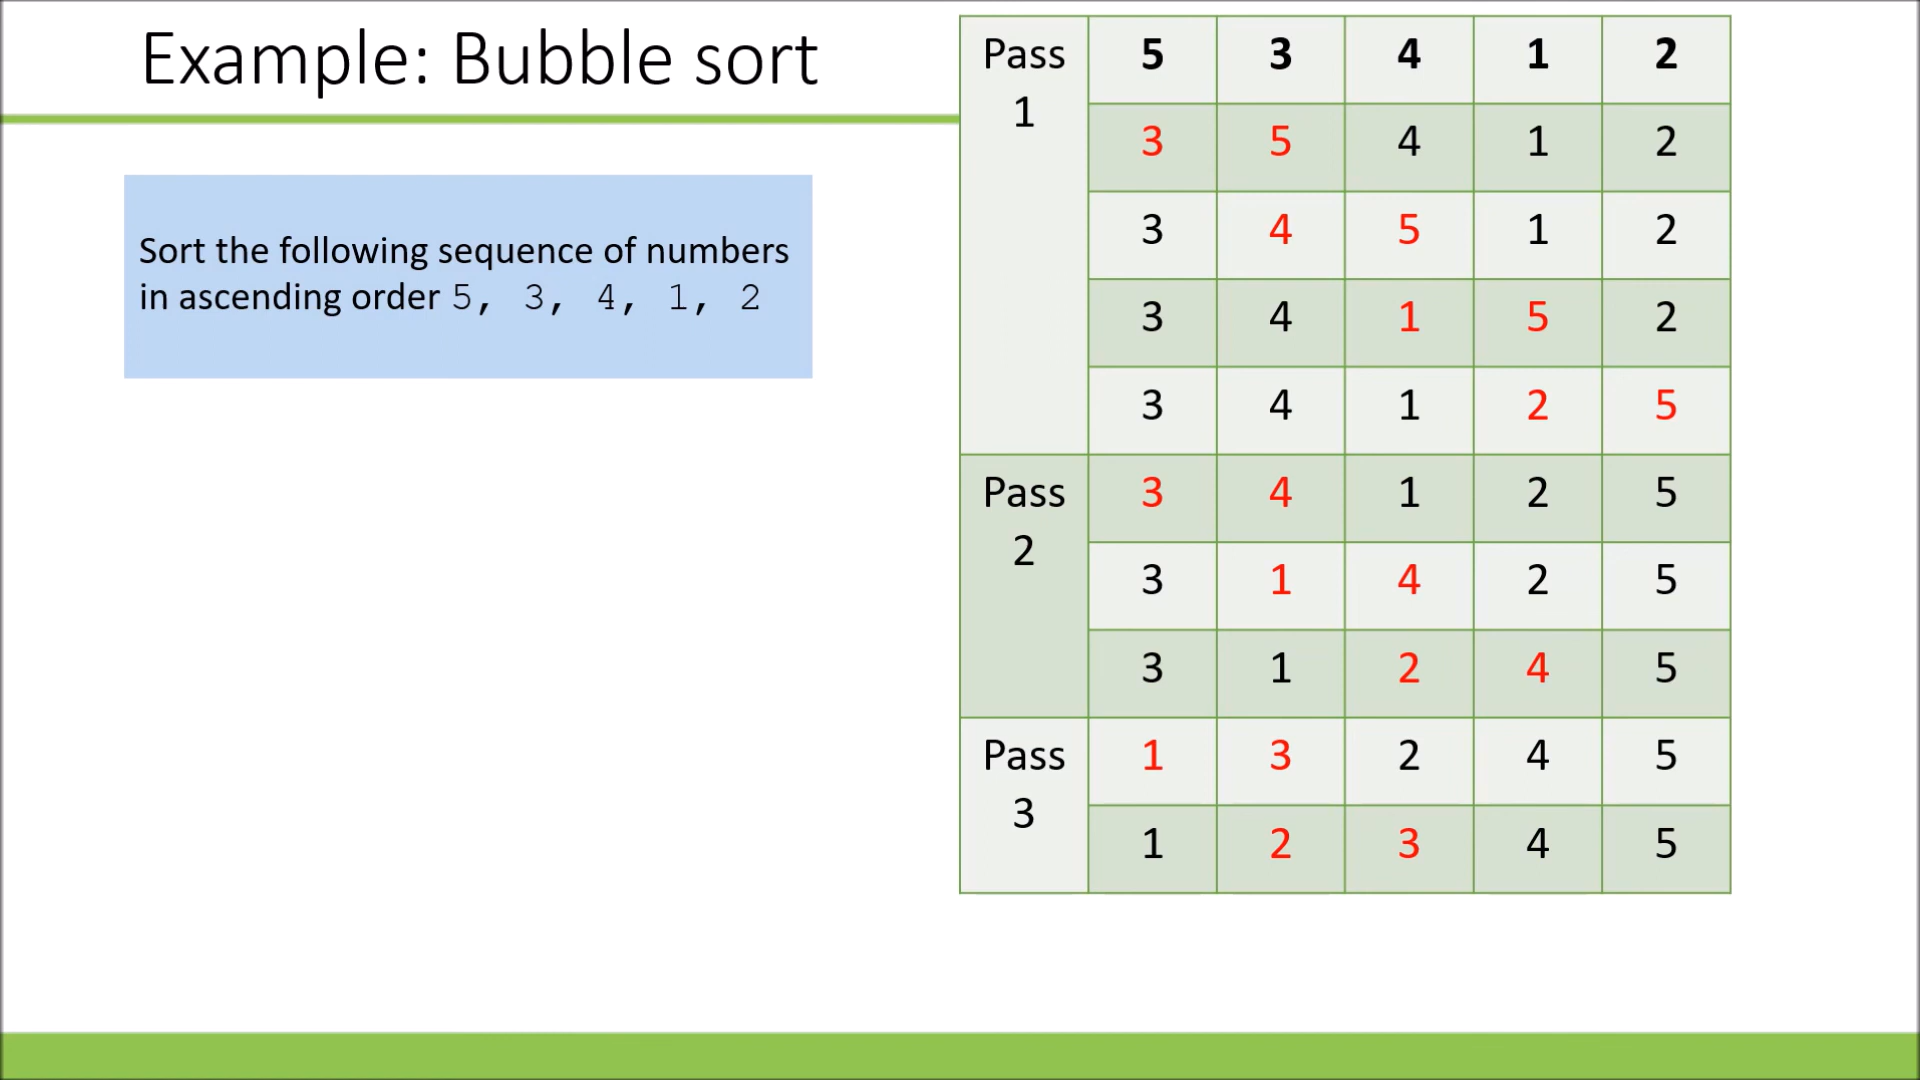 Example: Bubble sort
Sort the following sequence of numbers
in ascending order 5, 3, 4, 1, 2
Pass 1 5 3 4 1 2
3 5 4 1 2
3 4 5 1 2
3 4 1 5 2
3 4 1 2 5
Pass 2 3 4 1 2 5
3 1 4 2 5
3 1 2 4 5
Pass 3 1 3 2 4 5
1 2 3 4 5